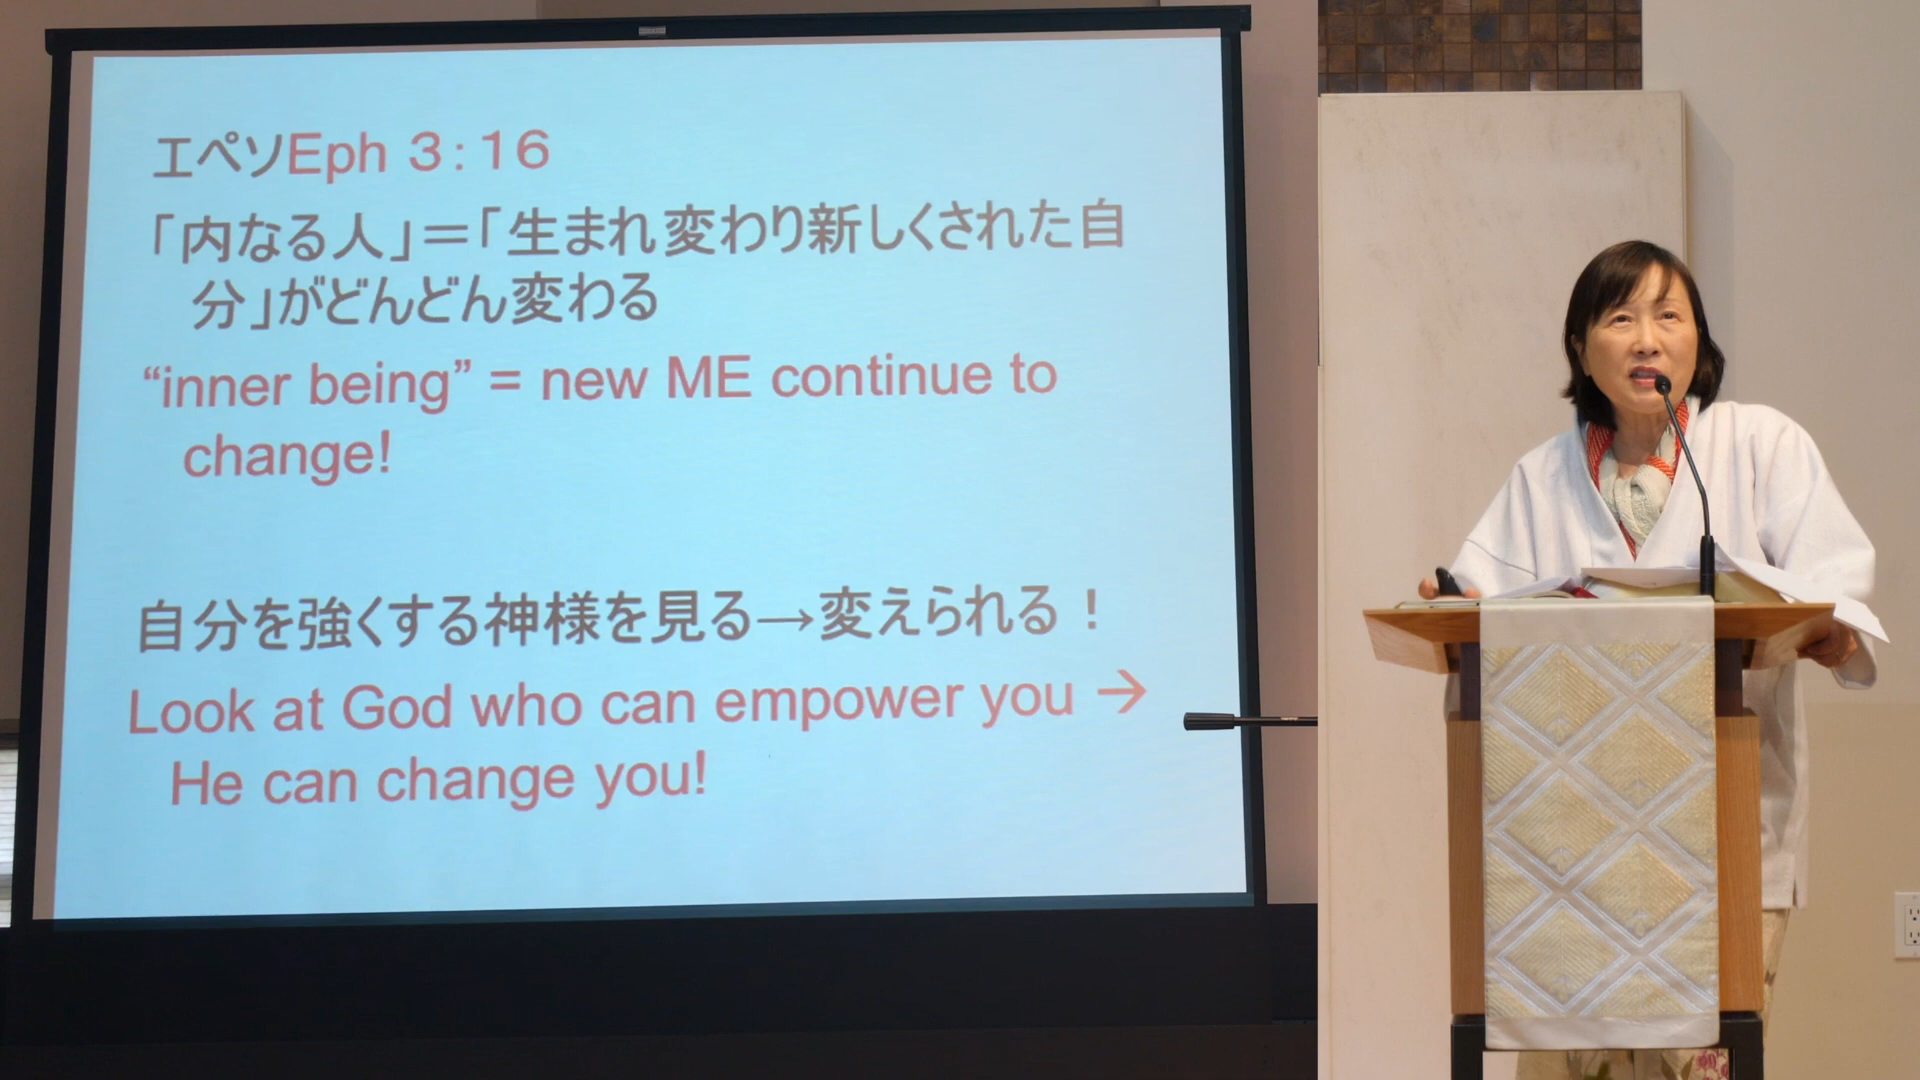 エペソEph 3：16
「内なる人」＝「生まれ変わり新しくされた自
分」がどんどん変わる
“inner being” = new ME continue to
change!
自分を強くする神様を見る→変えられる！
Look at God who can empower you →
He can change you!